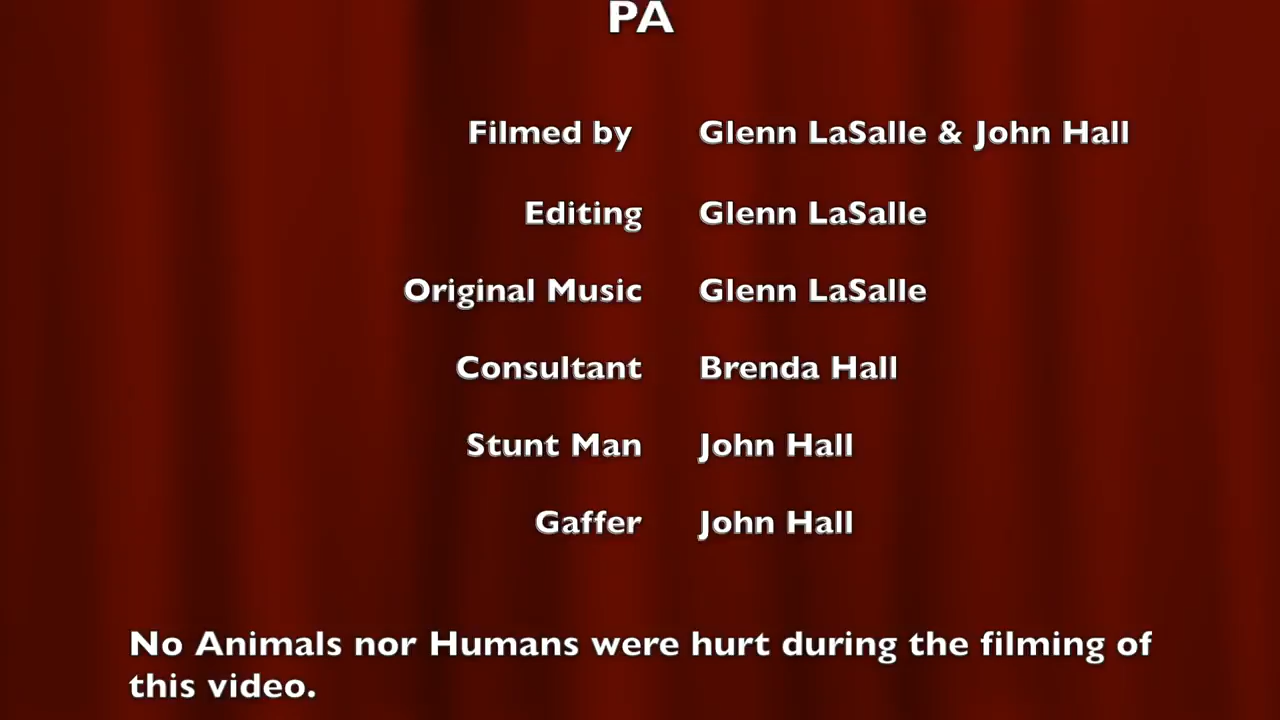 PA
Filmed by Glenn LaSalle & John Hall
Editing Glenn LaSalle
Original Music Glenn LaSalle
Consultant Brenda Hall
Stunt Man John Hall
Gaffer John Hall
No Animals nor Humans were hurt during the filming of
this video.